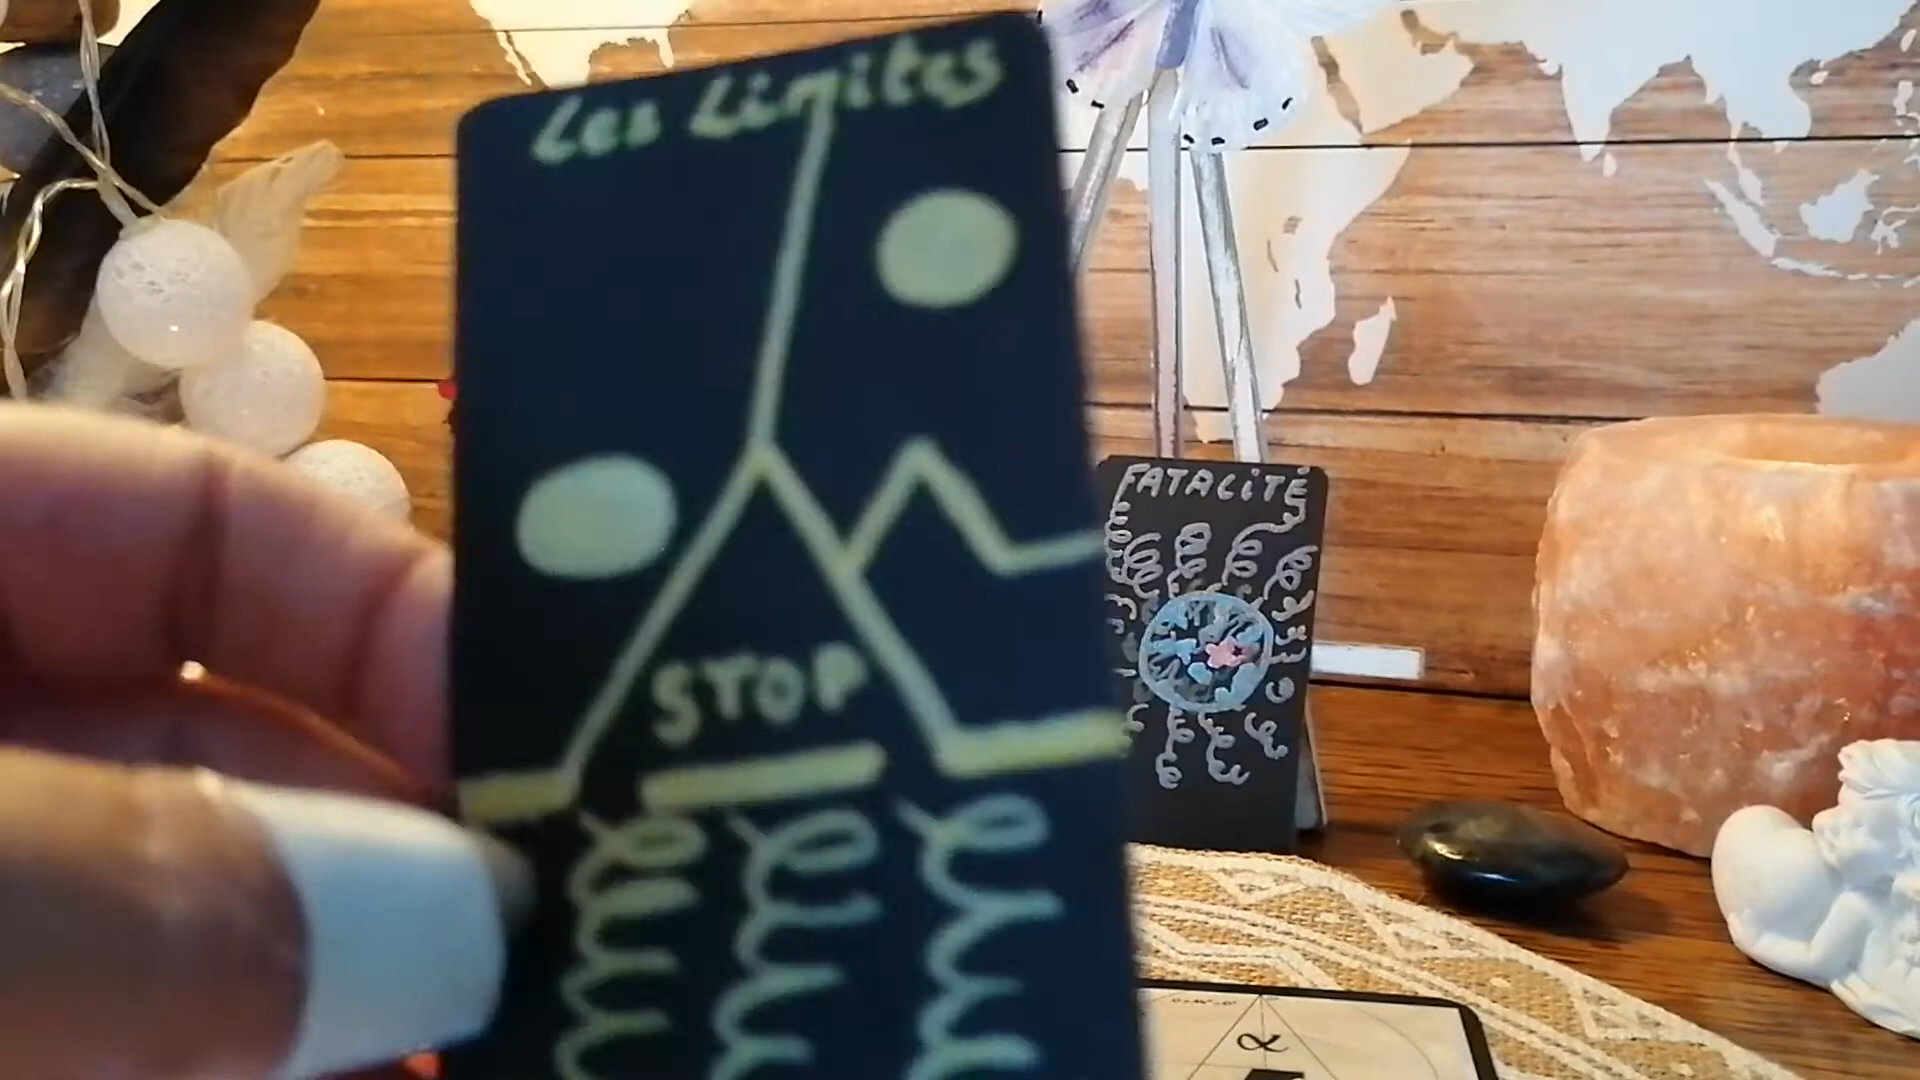 Les Limites
STOP
FATALITÉ
α